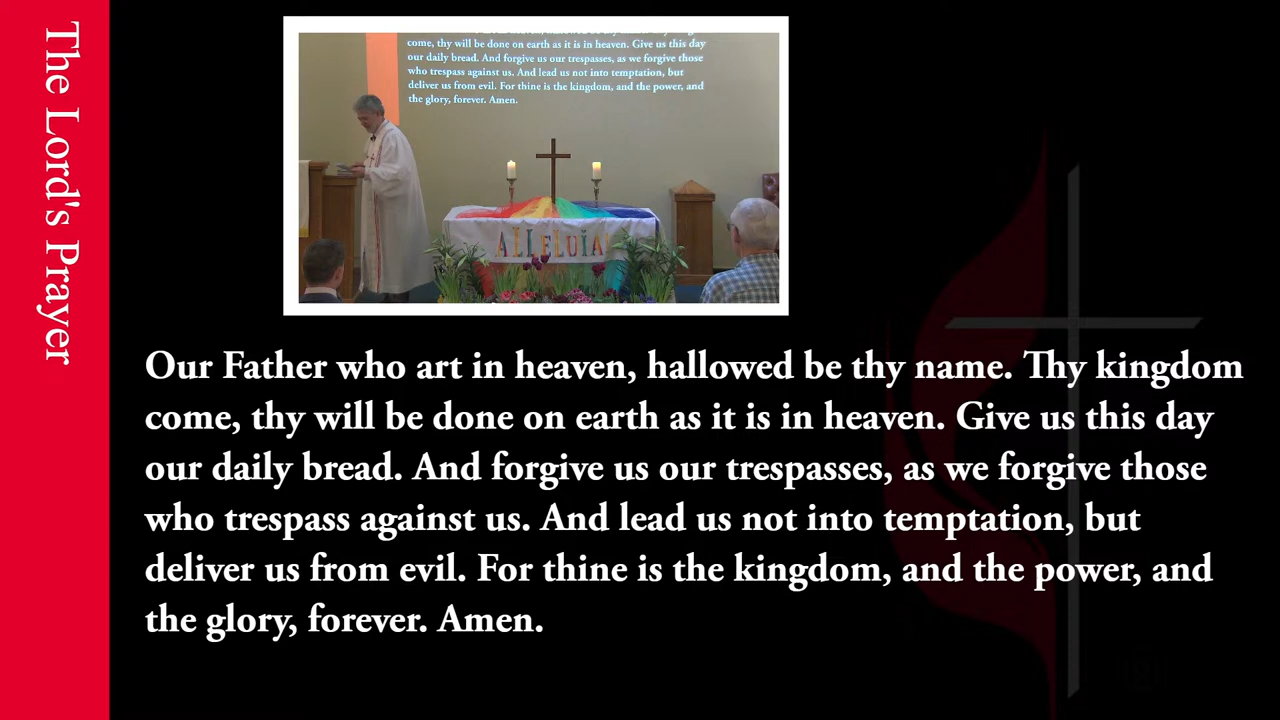 The Lord's Prayer
come, thy will be done on earth as it is in heaven. Give us this day
our daily bread. And forgive us our trespasses, as we forgive those
who trespass against us. And lead us not into temptation, but
deliver us from evil. For thine is the kingdom, and the power, and
the glory, forever. Amen.
ALLELUIA!
Our Father who art in heaven, hallowed be thy name. Thy kingdom
come, thy will be done on earth as it is in heaven. Give us this day
our daily bread. And forgive us our trespasses, as we forgive those
who trespass against us. And lead us not into temptation, but
deliver us from evil. For thine is the kingdom, and the power, and
the glory, forever. Amen.